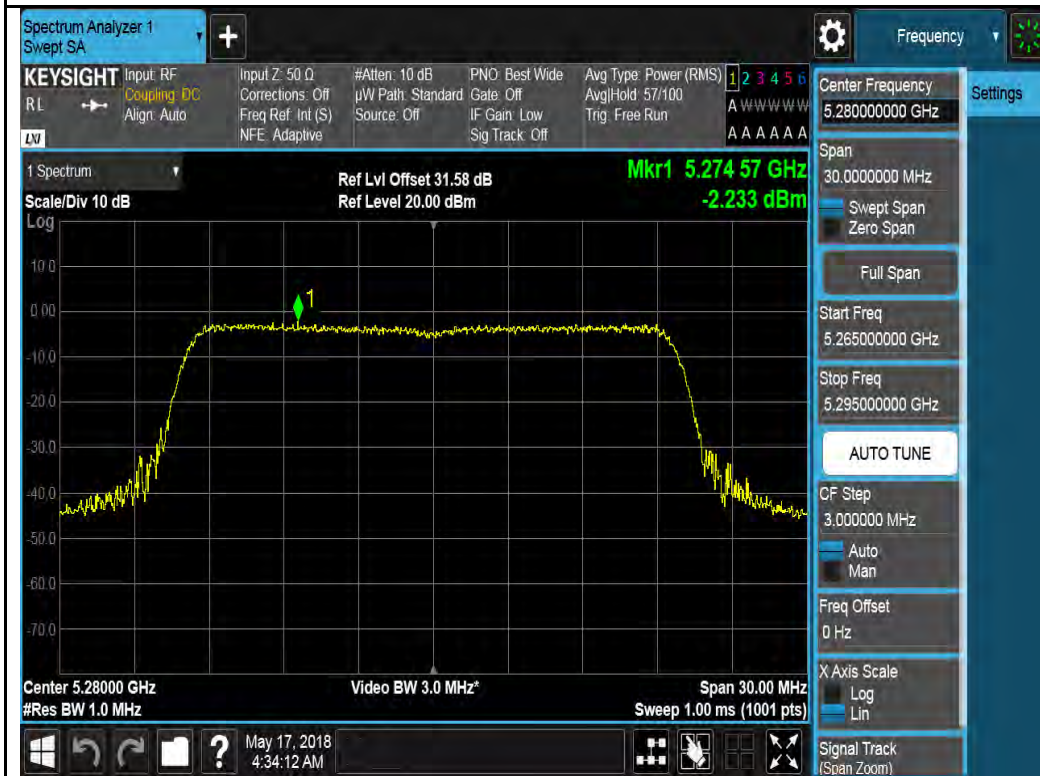 Spectrum Analyzer 1
Swept SA
+
Frequency
KEYSIGHT
RL
LXI
Input: RF
Coupling: DC
Align: Auto
Input Z: 50 Ω
Corrections: Off
Freq Ref: Int (S)
NFE: Adaptive
#Atten: 10 dB
µW Path: Standard
Source: Off
PNO: Best Wide
Gate: Off
IF Gain: Low
Sig Track: Off
Avg Type: Power (RMS)
Avg|Hold: 57/100
Trig: Free Run
1 2 3 4 5 6
A W W W W W
A A A A A A
1 Spectrum
Scale/Div 10 dB
Ref Lvl Offset 31.58 dB
Ref Level 20.00 dBm
Mkr1 5.274 57 GHz
-2.233 dBm
Log
10.0
0.00
-10.0
-20.0
-30.0
-40.0
-50.0
-60.0
-70.0
1
Center 5.28000 GHz
#Res BW 1.0 MHz
Video BW 3.0 MHz*
Span 30.00 MHz
Sweep 1.00 ms (1001 pts)
?
May 17, 2018
4:34:12 AM
Center Frequency
5.280000000 GHz
Span
30.0000000 MHz
Swept Span
Zero Span
Full Span
Start Freq
5.265000000 GHz
Stop Freq
5.295000000 GHz
AUTO TUNE
CF Step
3.000000 MHz
Auto
Man
Freq Offset
0 Hz
X Axis Scale
Log
Lin
Signal Track
(Span Zoom)
Settings